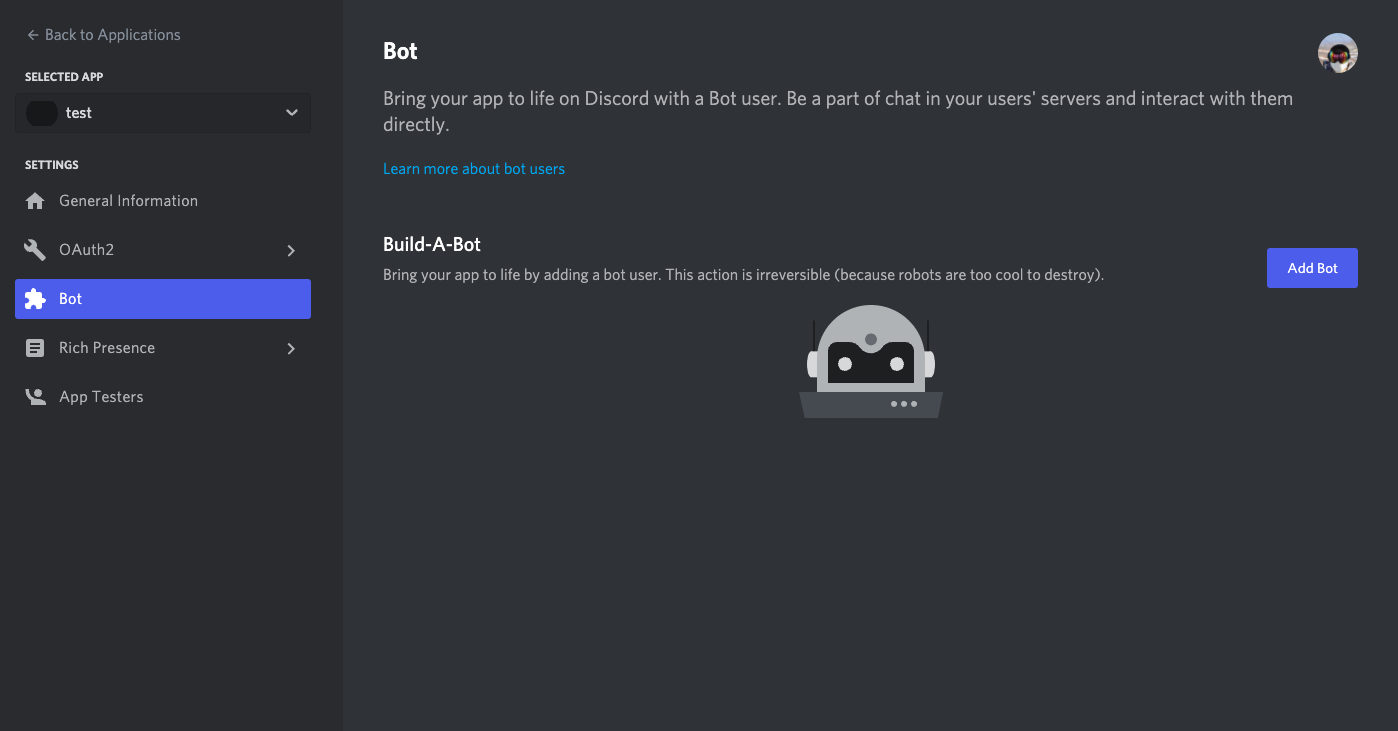 Back to Applications
SELECTED APP
test
SETTINGS
General Information
OAuth2
Bot
Rich Presence
App Testers
Bot
Bring your app to life on Discord with a Bot user. Be a part of chat in your users' servers and interact with them
directly.
Learn more about bot users
Build-A-Bot
Bring your app to life by adding a bot user. This action is irreversible (because robots are too cool to destroy).
Add Bot